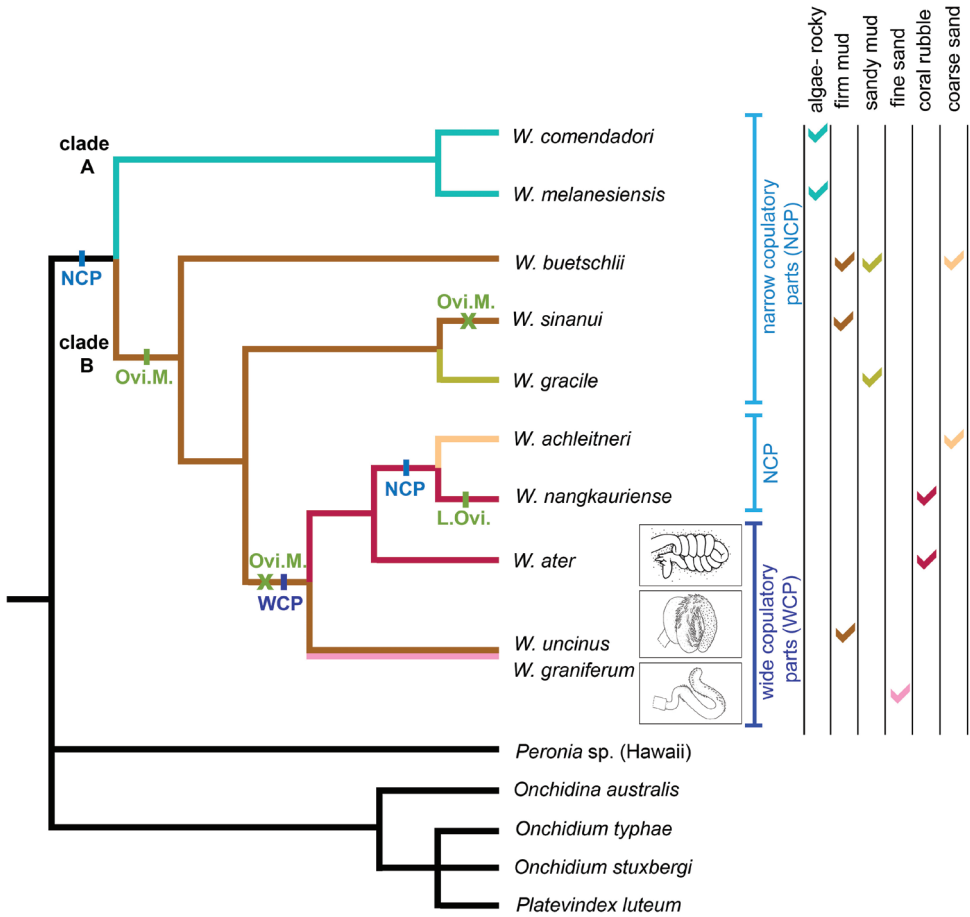 algae- rocky
firm mud
sandy mud
fine sand
coral rubble
coarse sand
clade
A
W. comendadori
W. melanesiensis
narrow copulatory
parts (NCP)
NCP
W. buetschlii
Ovi.M.
W. sinanui
clade
B
Ovi.M.
W. gracile
W. achleitneri
NCP
NCP
W. nangkauriense
L.Ovi.
Ovi.M.
WCP
W. ater
wide copulatory
parts (WCP)
W. uncinus
W. graniferum
Peronia sp. (Hawaii)
Onchidina australis
Onchidium typhae
Onchidium stuxbergi
Platevindex luteum